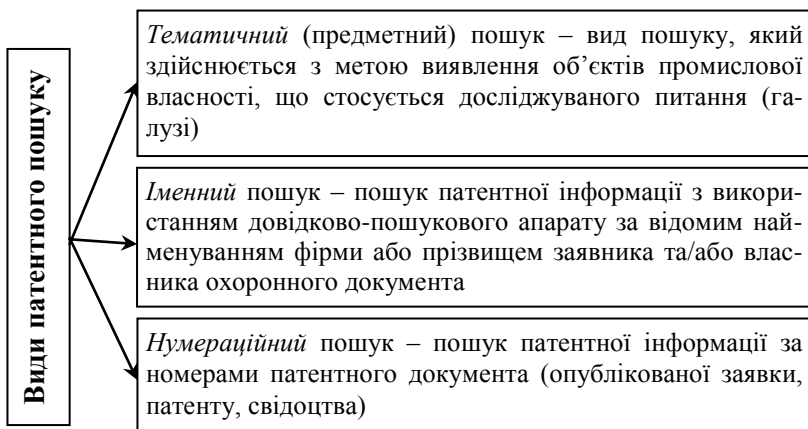 Види патентного пошуку
Тематичний (предметний) пошук – вид пошуку, який
здійснюється з метою виявлення об’єктів промислової
власності, що стосується досліджуваного питання (га-
лузі)
Іменний пошук – пошук патентної інформації з викори-
станням довідково-пошукового апарату за відомим най-
менуванням фірми або прізвищем заявника та/або влас-
ника охоронного документа
Нумераційний пошук – пошук патентної інформації за
номерами патентного документа (опублікованої заявки,
патенту, свідоцтва)